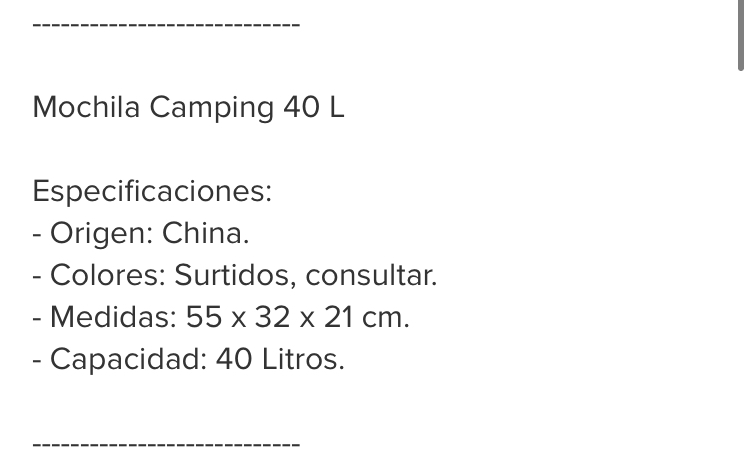 ----------------------------
Mochila Camping 40 L
Especificaciones:
- Origen: China.
- Colores: Surtidos, consultar.
- Medidas: 55 x 32 x 21 cm.
- Capacidad: 40 Litros.
----------------------------